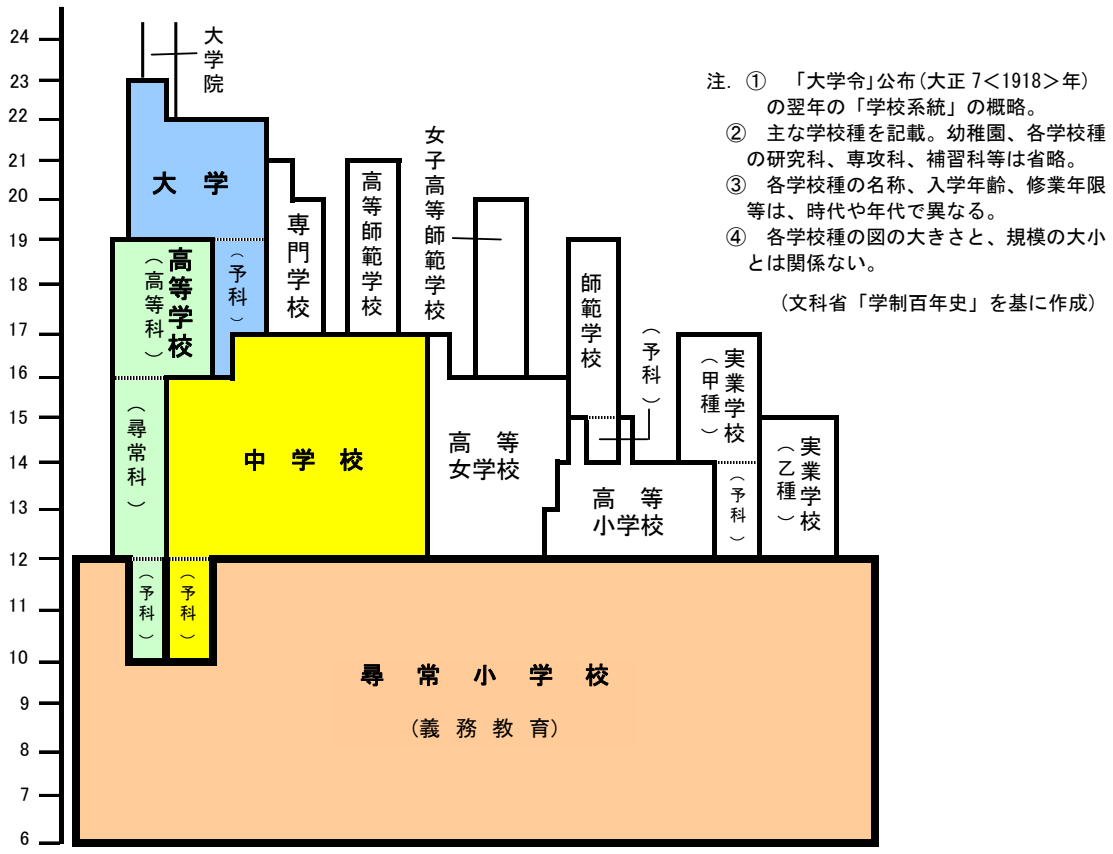 24
23
22
21
20
19
18
17
16
15
14
13
12
11
10
9
8
7
6
大学院
大学
(予科)
高等学校
(高等科)
(尋常科)
(予科)
(予科)
専門学校
高等師範学校
女子高等師範学校
師範学校
(予科)
中学校
高等
女学校
高等
小学校
実業学校
(甲種)
(予科)
実業学校
(乙種)
尋常小学校
(義務教育)
注. ① 「大学令」公布(大正7<1918>年)
の翌年の「学校系統」の概略。
② 主な学校種を記載。幼稚園、各学校種
の研究科、専攻科、補習科等は省略。
③ 各学校種の名称、入学年齢、修業年限
等は、時代や年代で異なる。
④ 各学校種の図の大きさと、規模の大小
とは関係ない。
(文科省「学制百年史」を基に作成)